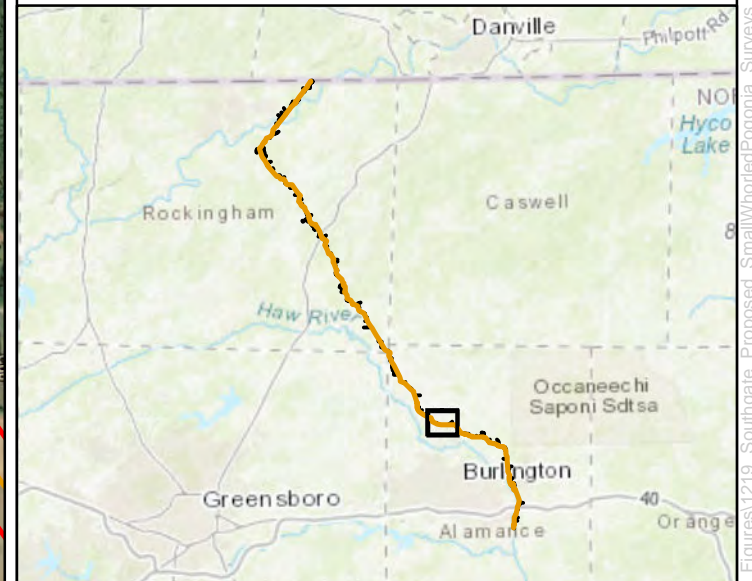 Danville
Philpott Rd
NOR
Hyco
Lake
Caswell
Rockingham
8
Haw River
Occaneechi
Saponi Sdtsa
Burlington
Greensboro
40
Alamance
Orange
Figures\1219_Southgate_Proposed_SmallWhorledPogonia_Surveys